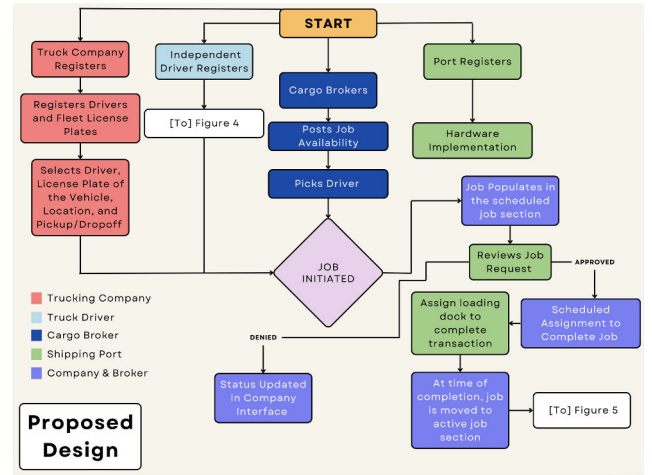 START
Truck Company
Registers
Independent
Driver Registers
Cargo Brokers
Port Registers
Registers Drivers
and Fleet License
Plates
[To] Figure 4
Posts Job
Availability
Hardware
Implementation
Selects Driver,
License Plate of
the Vehicle,
Location, and
Pickup/Dropoff
Picks Driver
Job Populates in
the scheduled
job section
JOB
INITIATED
Reviews Job
Request
APPROVED
Trucking Company
Truck Driver
Cargo Broker
Shipping Port
Company & Broker
Assign loading
dock to
complete
transaction
Scheduled
Assignment to
Complete Job
DENIED
Status Updated
in Company
Interface
At time of
completion, job
is moved to
active job
section
[To] Figure 5
Proposed
Design